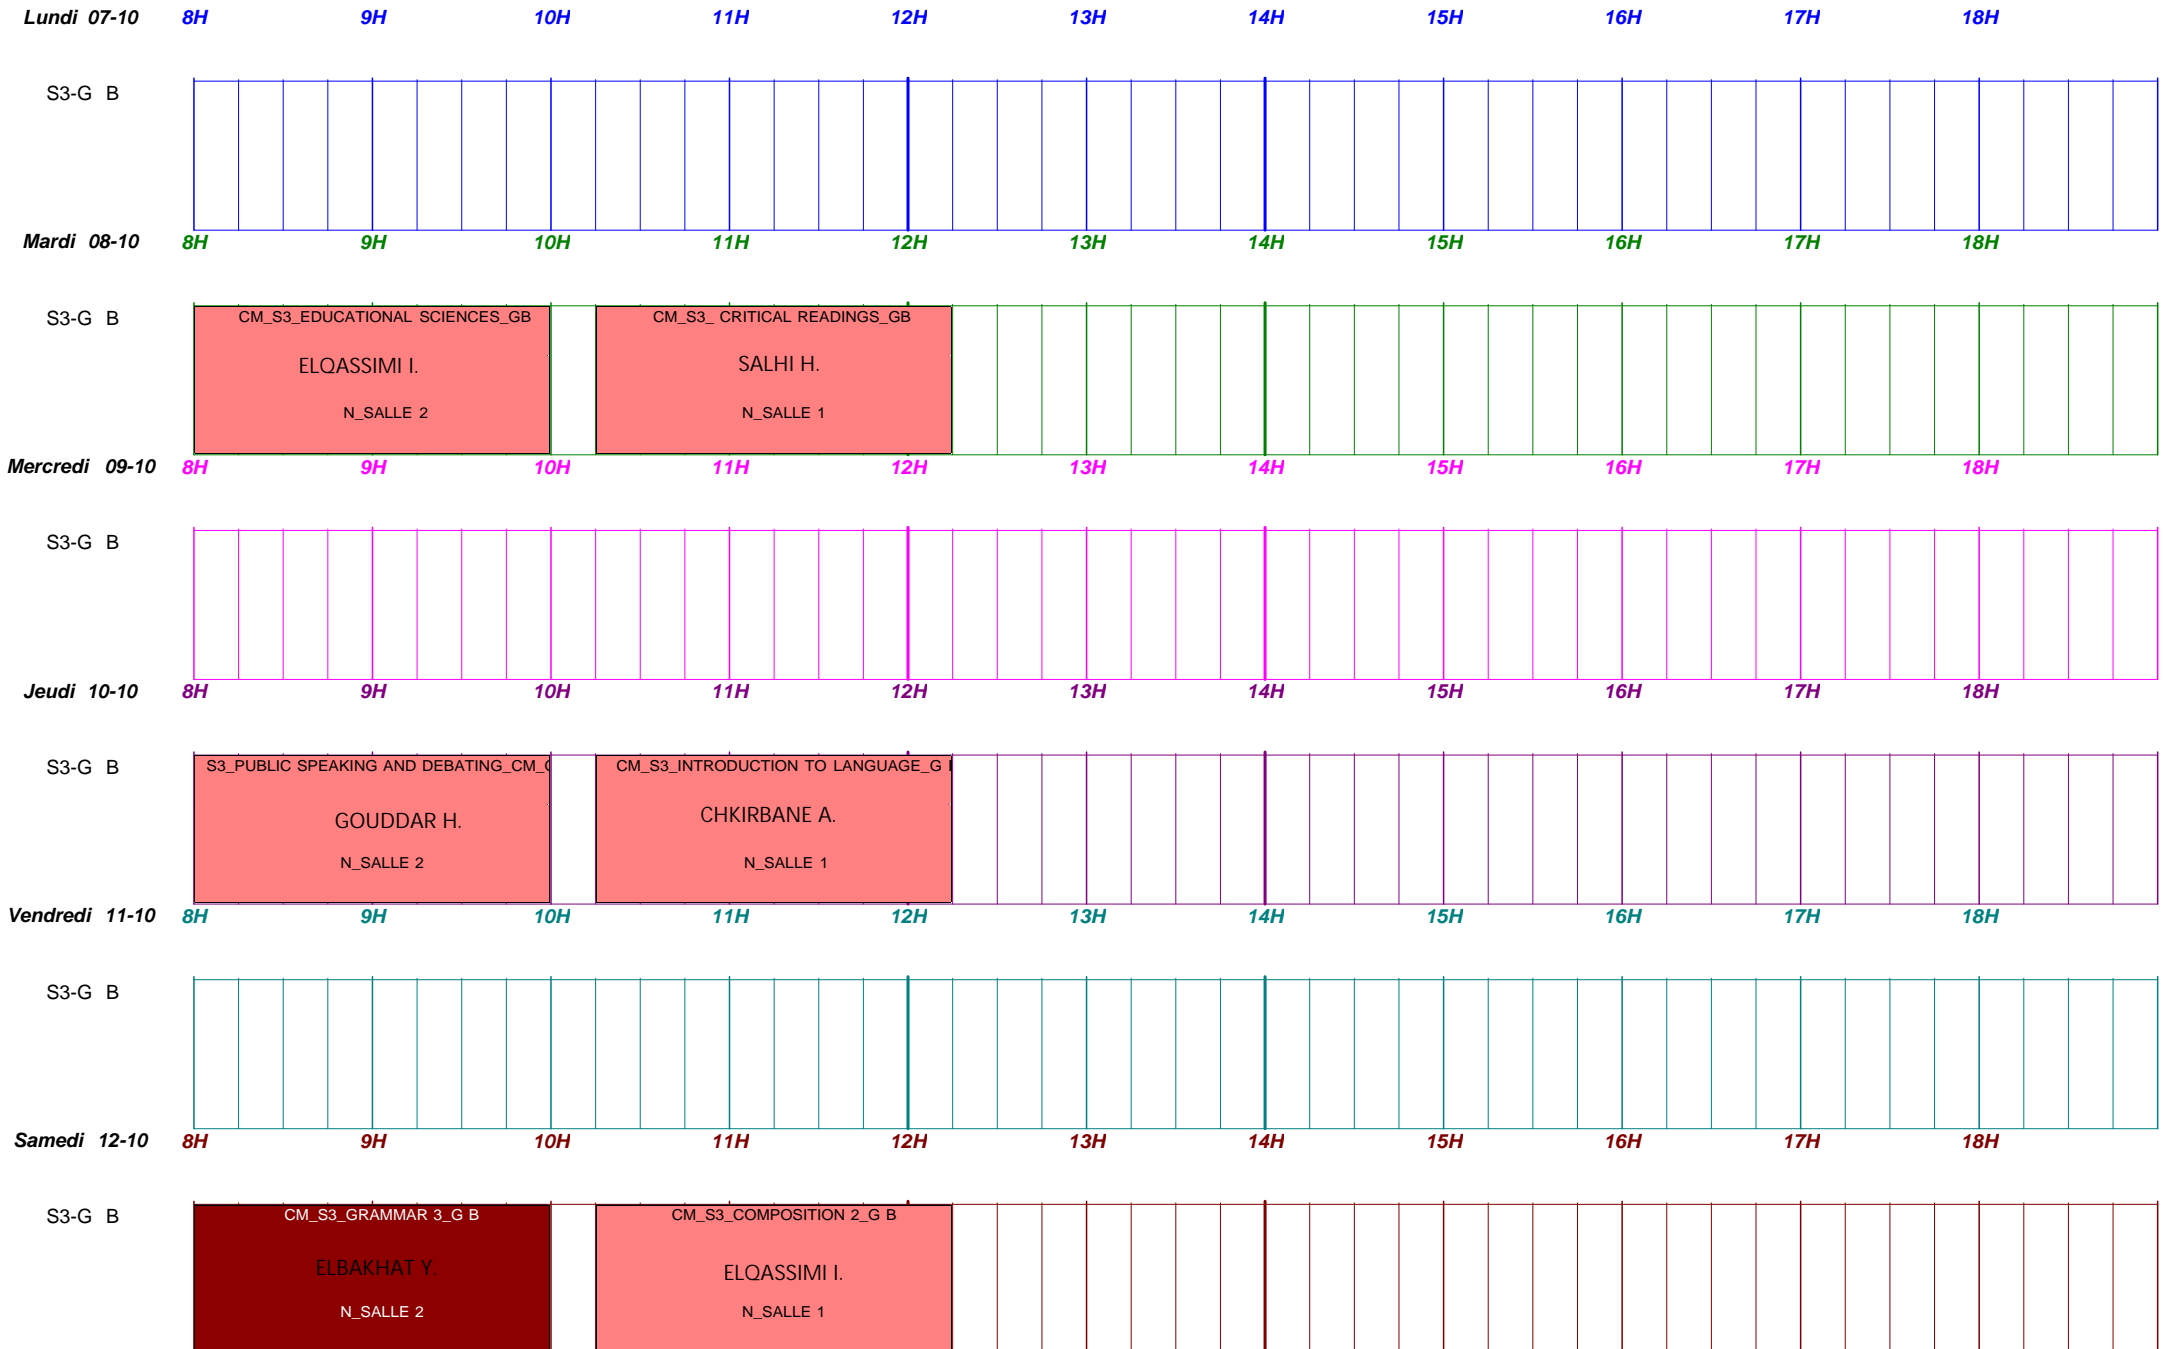 Lundi 07-10 8H 9H 10H 11H 12H 13H 14H 15H 16H 17H 18H
S3-G B
Mardi 08-10 8H 9H 10H 11H 12H 13H 14H 15H 16H 17H 18H
S3-G B CM_S3_EDUCATIONAL SCIENCES_GB CM_S3_ CRITICAL READINGS_GB
ELQASSIMI I. SALHI H.
N_SALLE 2 N_SALLE 1
Mercredi 09-10 8H 9H 10H 11H 12H 13H 14H 15H 16H 17H 18H
S3-G B
Jeudi 10-10 8H 9H 10H 11H 12H 13H 14H 15H 16H 17H 18H
S3-G B S3_PUBLIC SPEAKING AND DEBATING_CM_ CM_S3_INTRODUCTION TO LANGUAGE_G
GOUDDAR H. CHKIRBANE A.
N_SALLE 2 N_SALLE 1
Vendredi 11-10 8H 9H 10H 11H 12H 13H 14H 15H 16H 17H 18H
S3-G B
Samedi 12-10 8H 9H 10H 11H 12H 13H 14H 15H 16H 17H 18H
S3-G B CM_S3_GRAMMAR 3_G B CM_S3_COMPOSITION 2_G B
ELBAKHAT Y. ELQASSIMI I.
N_SALLE 2 N_SALLE 1